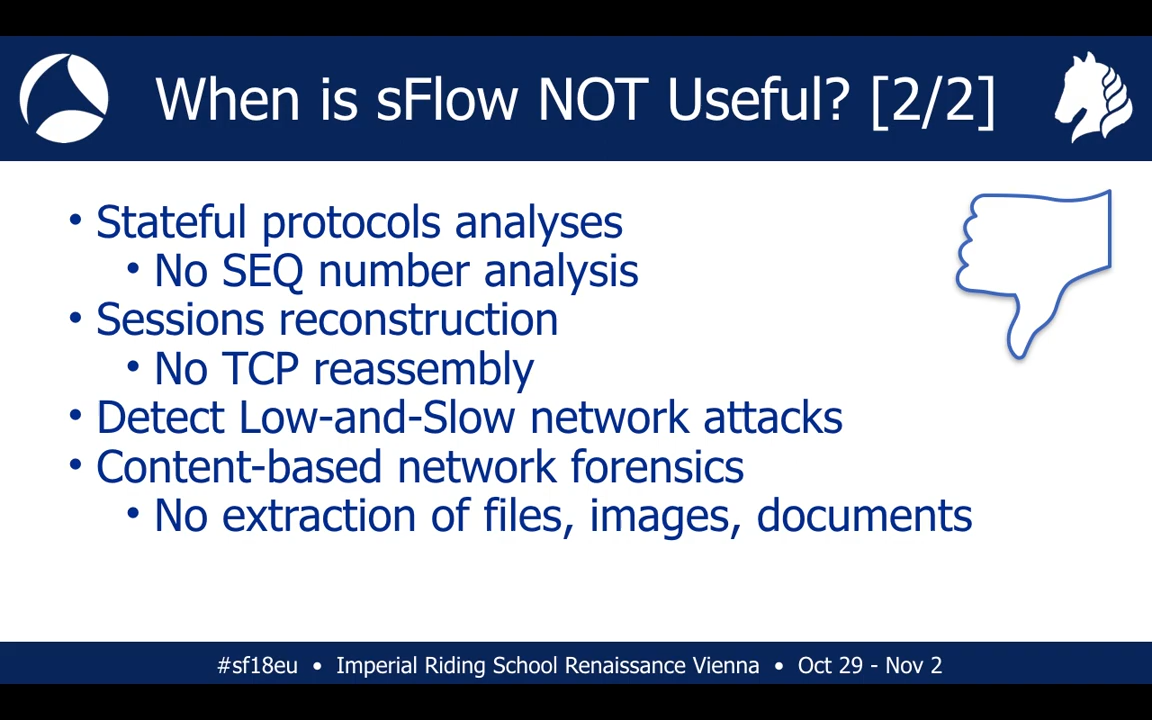 When is sFlow NOT Useful? [2/2]
• Stateful protocols analyses
• No SEQ number analysis
• Sessions reconstruction
• No TCP reassembly
• Detect Low-and-Slow network attacks
• Content-based network forensics
• No extraction of files, images, documents
#sf18eu • Imperial Riding School Renaissance Vienna • Oct 29 - Nov 2